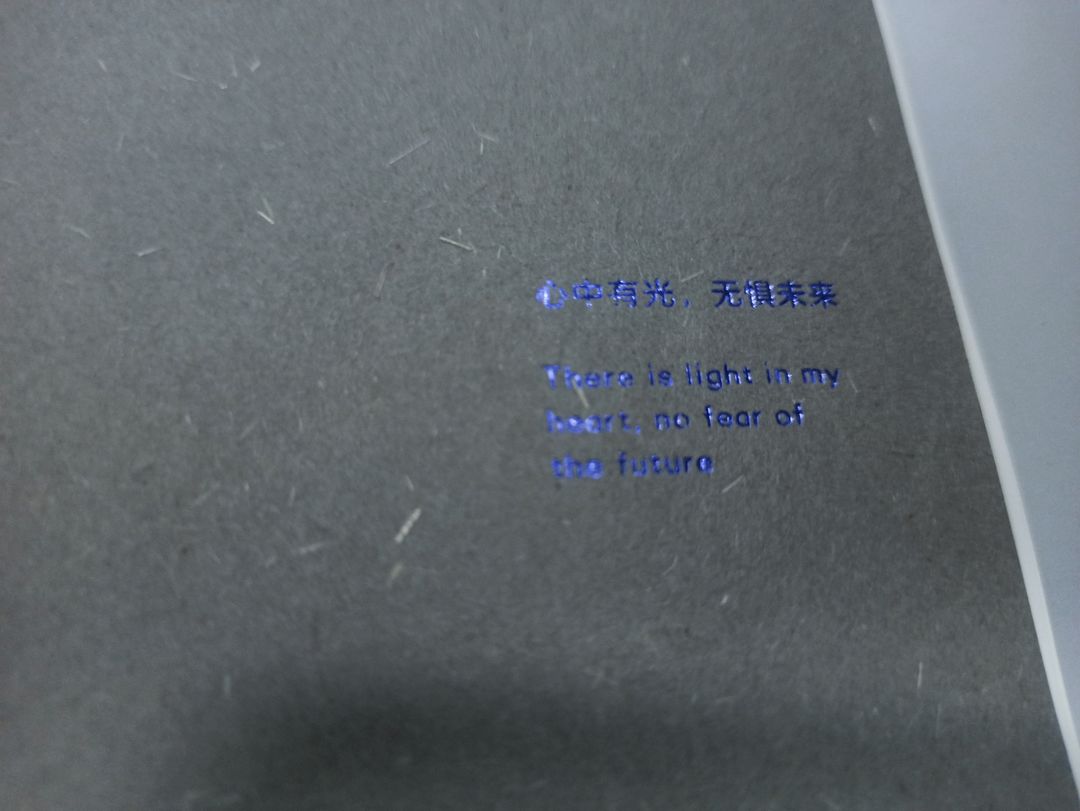 心中有光，无惧未来
There is light in my
heart, no fear of
the future